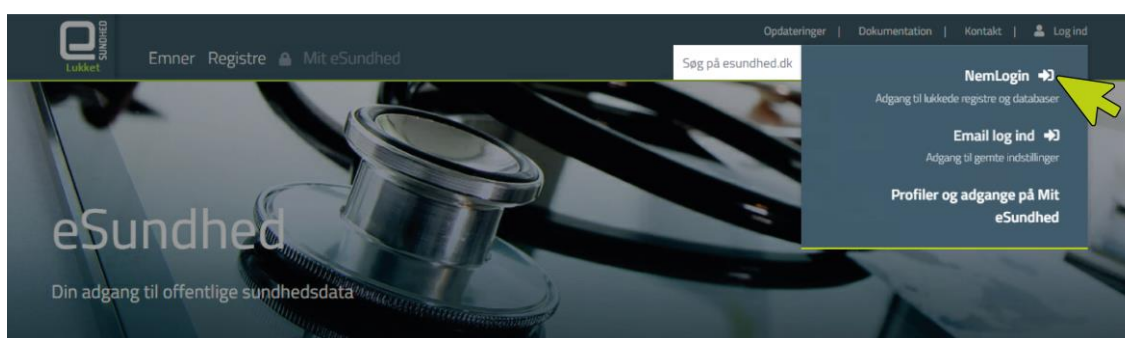 SUNDHED
Lukket
Emner Registre Mit eSundhed
Opdateringer | Dokumentation | Kontakt | Log ind
Søg på esundhed.dk
NemLogin
Adgang til lukkede registre og databaser
Email log ind
Adgang til gemte indstillinger
Profiler og adgange på Mit
eSundhed
eSundhed
Din adgang til offentlige sundhedsdata